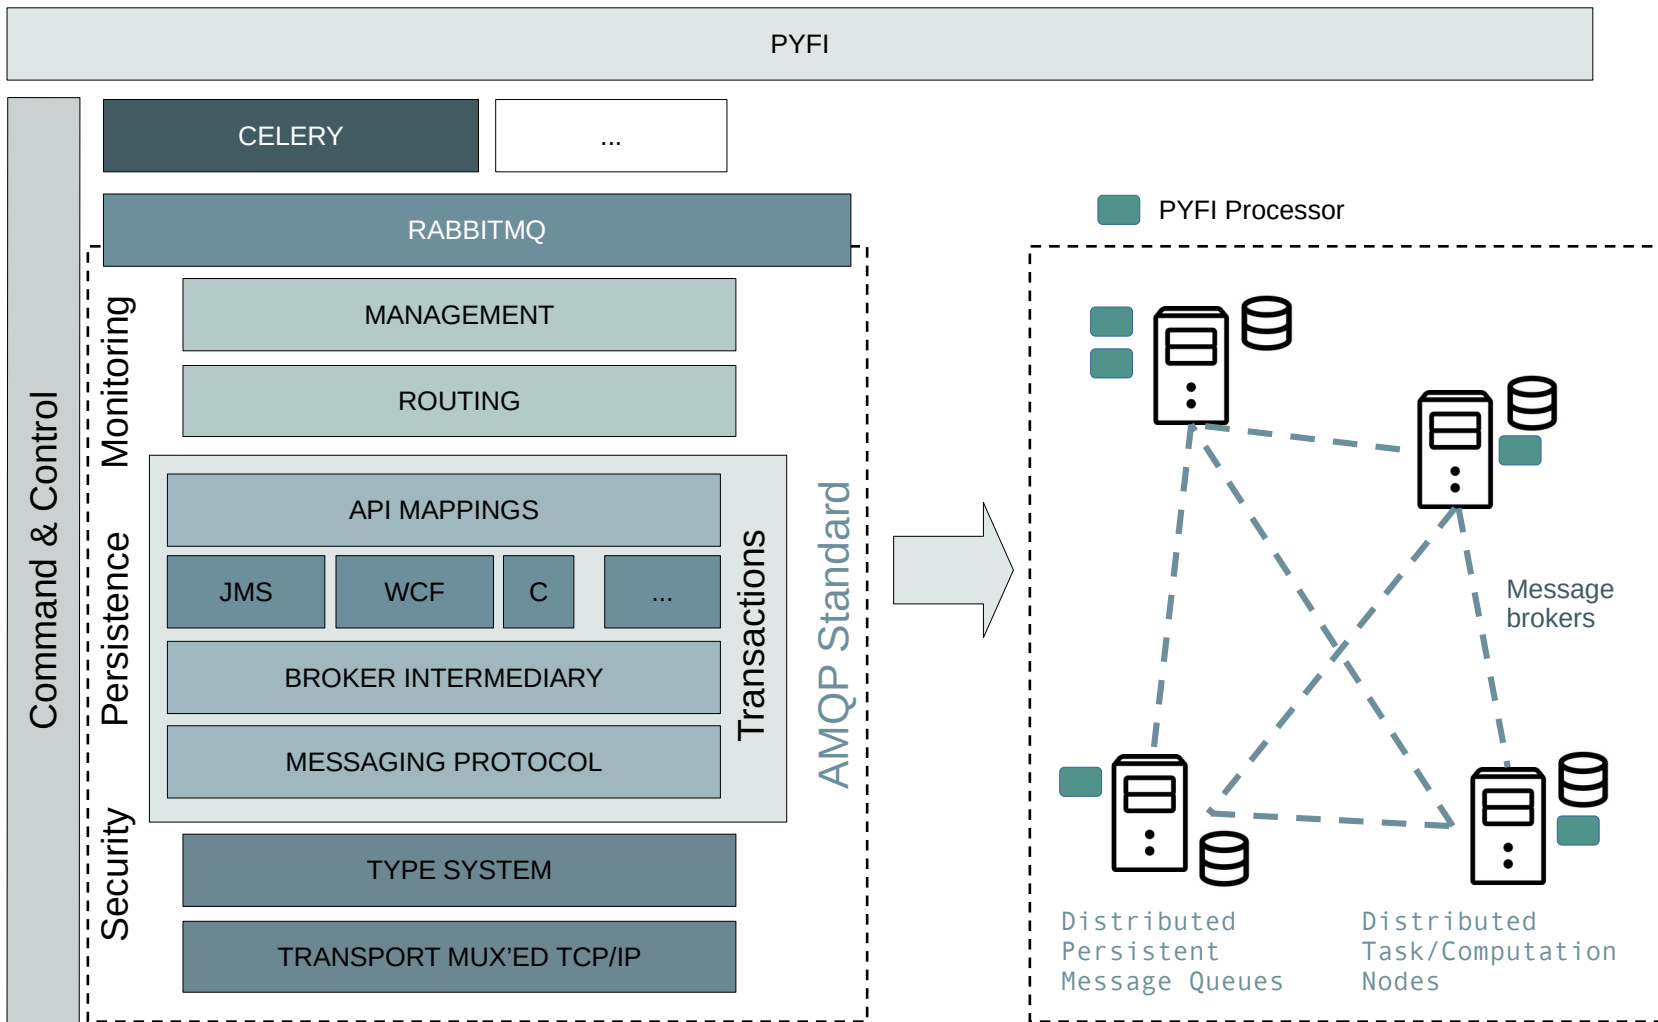 PYFI
Command & Control
CELERY
...
RABBITMQ
Monitoring
Persistence
Security
MANAGEMENT
ROUTING
API MAPPINGS
JMS
WCF
C
...
BROKER INTERMEDIARY
MESSAGING PROTOCOL
Transactions
TYPE SYSTEM
TRANSPORT MUX'ED TCP/IP
AMQP Standard
PYFI Processor
Message
brokers
Distributed
Persistent
Message Queues
Distributed
Task/Computation
Nodes